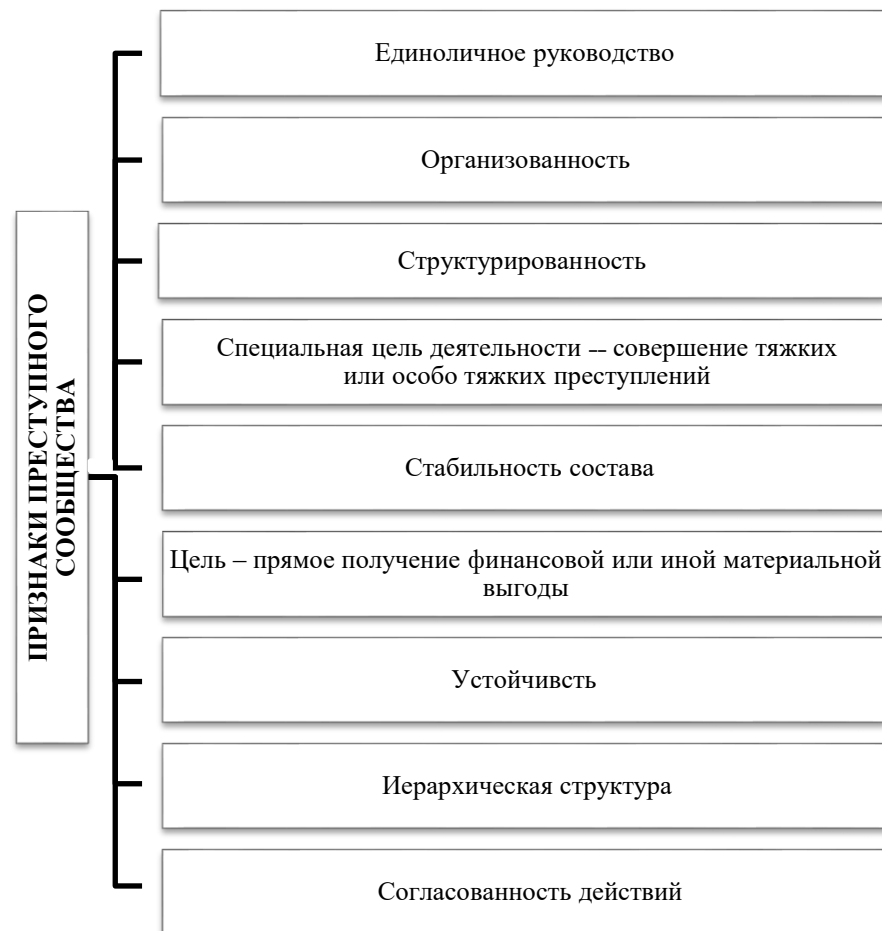 ПРИЗНАКИ ПРЕСТУПНОГО
СООБЩЕСТВА
Единоличное руководство
Организованность
Структурированность
Специальная цель деятельности -- совершение тяжких
или особо тяжких преступлений
Стабильность состава
Цель – прямое получение финансовой или иной материальной
выгоды
Устойчивсть
Иерархическая структура
Согласованность действий